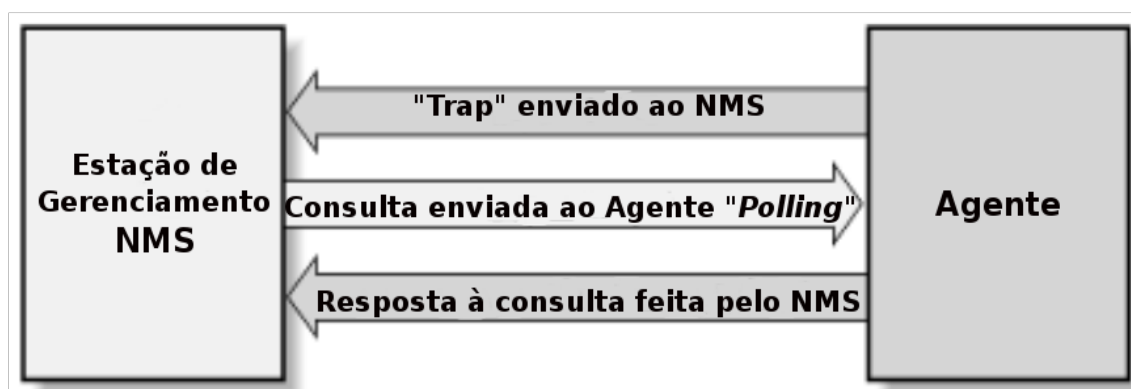 Estação de
Gerenciamento
NMS
"Trap" enviado ao NMS
Consulta enviada ao Agente "Polling"
Resposta à consulta feita pelo NMS
Agente